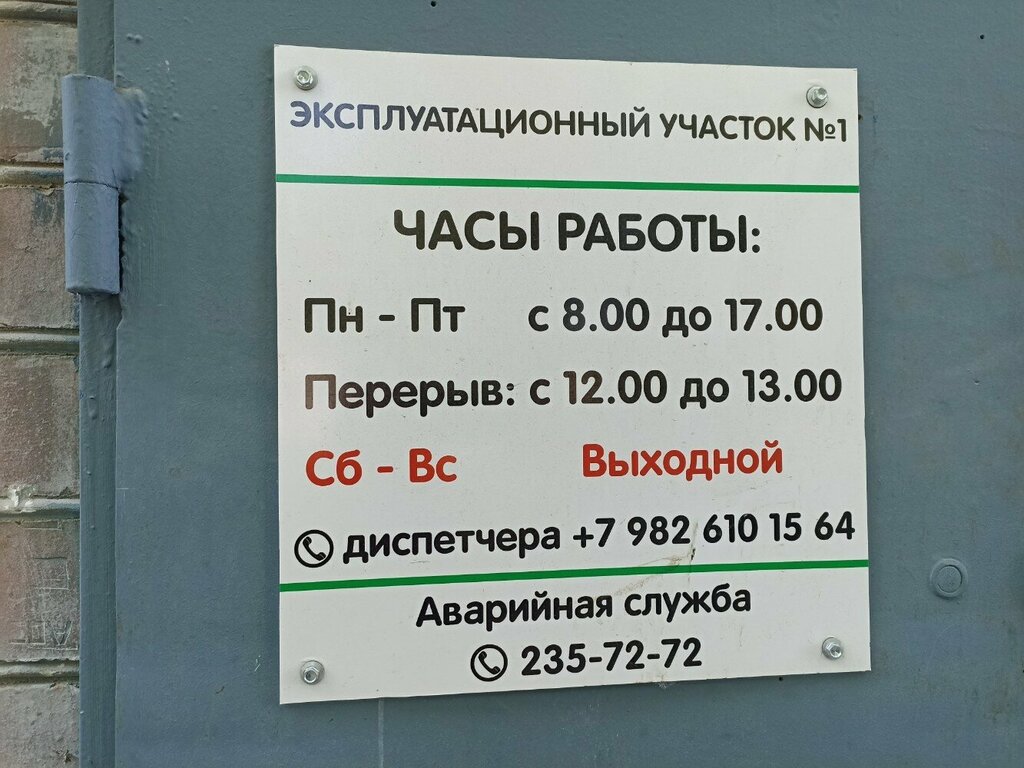 ЭКСПЛУАТАЦИОННЫЙ УЧАСТОК №1
ЧАСЫ РАБОТЫ:
Пн - Пт с 8.00 до 17.00
Перерыв: с 12.00 до 13.00
Сб - Вс Выходной
диспетчера +7 982 610 15 64
Аварийная служба
235-72-72